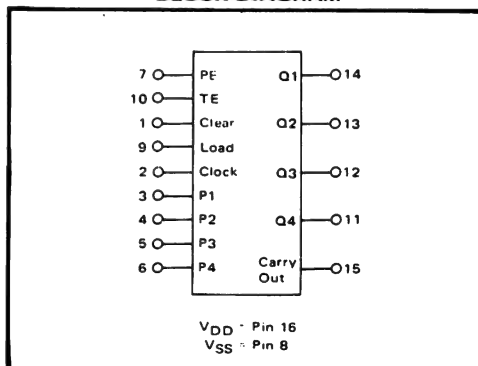 BLOCK DIAGRAM
7 PE Q1 14
10 TE
1 Clear Q2 13
9 Load
2 Clock Q3 12
3 P1
4 P2 Q4 11
5 P3
6 P4 Carry Out 15
VDD = Pin 16
VSS = Pin 8